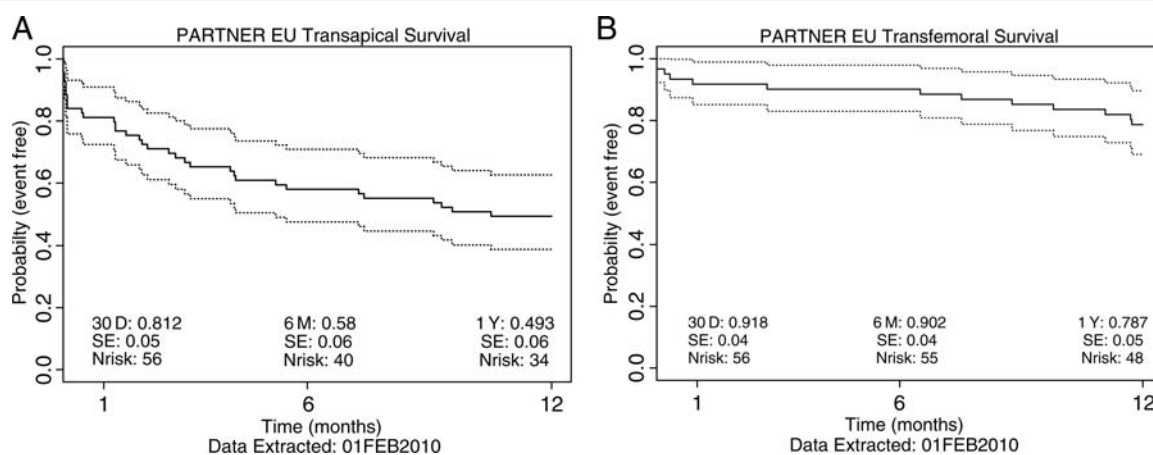 A
PARTNER EU Transapical Survival
Probabilty (event free)
1.0
0.8
0.6
0.4
0.2
0.0
30 D: 0.812
SE: 0.05
Nrisk: 56
6 M: 0.58
SE: 0.06
Nrisk: 40
1 Y: 0.493
SE: 0.06
Nrisk: 34
1
6
12
Time (months)
Data Extracted: 01FEB2010
B
PARTNER EU Transfemoral Survival
Probabilty (event free)
1.0
0.8
0.6
0.4
0.2
0.0
30 D: 0.918
SE: 0.04
Nrisk: 56
6 M: 0.902
SE: 0.04
Nrisk: 55
1 Y: 0.787
SE: 0.05
Nrisk: 48
1
6
12
Time (months)
Data Extracted: 01FEB2010